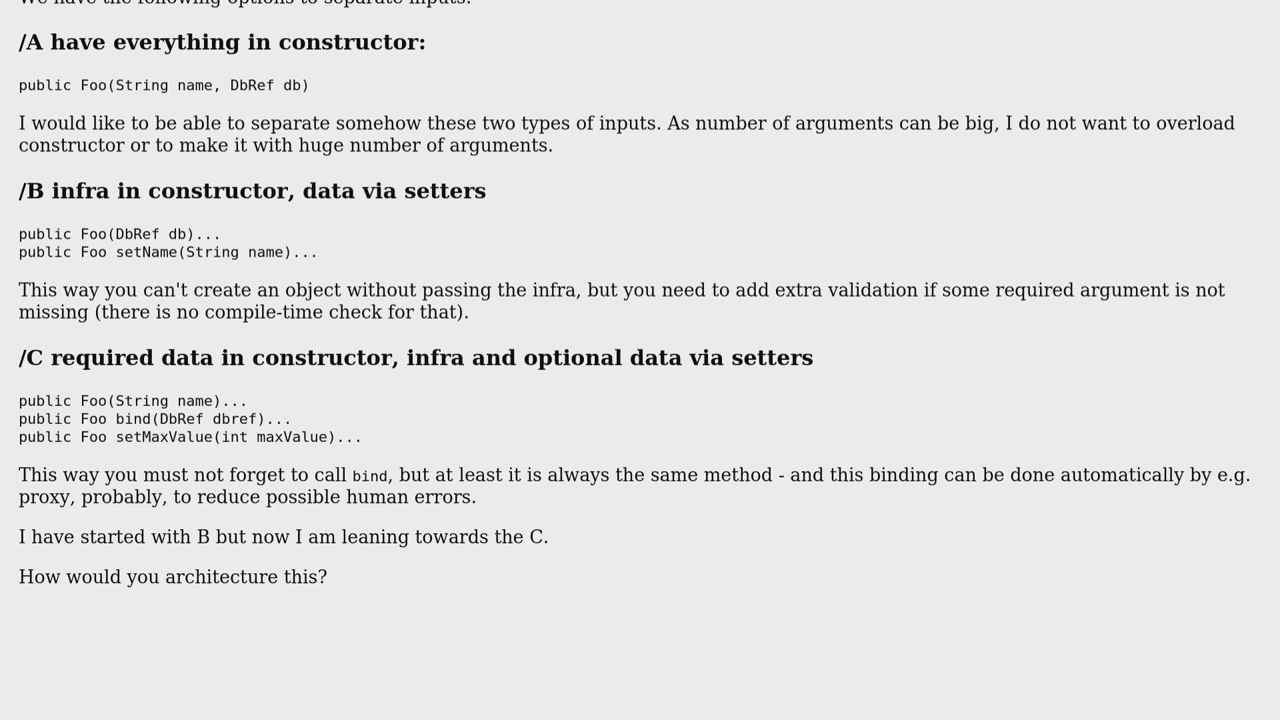 We have the following options to separate inputs.
/A have everything in constructor:
public Foo(String name, DbRef db)
I would like to be able to separate somehow these two types of inputs. As number of arguments can be big, I do not want to overload
constructor or to make it with huge number of arguments.
/B infra in constructor, data via setters
public Foo(DbRef db)...
public Foo setName(String name)...
This way you can't create an object without passing the infra, but you need to add extra validation if some required argument is not
missing (there is no compile-time check for that).
/C required data in constructor, infra and optional data via setters
public Foo(String name)...
public Foo bind(DbRef dbref)...
public Foo setMaxValue(int maxValue)...
This way you must not forget to call bind, but at least it is always the same method - and this binding can be done automatically by e.g.
proxy, probably, to reduce possible human errors.
I have started with B but now I am leaning towards the C.
How would you architecture this?